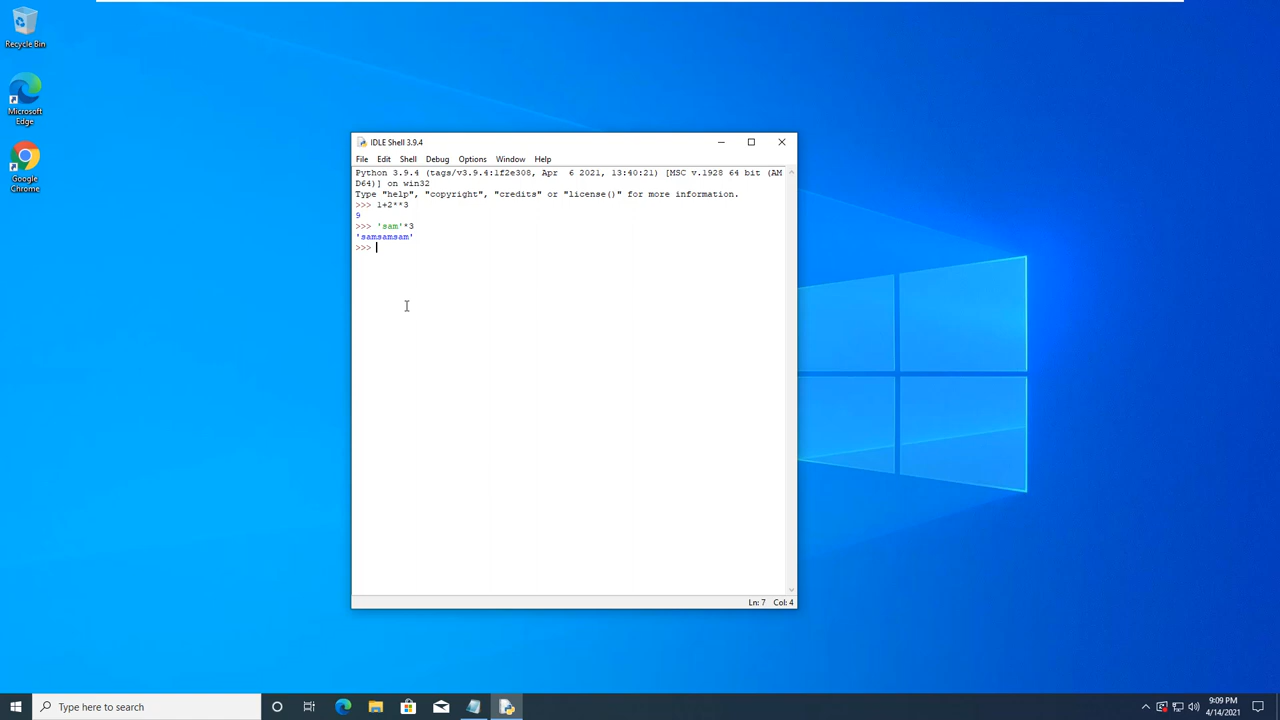 Recycle Bin
Microsoft
Edge
Google
Chrome
IDLE Shell 3.9.4
File Edit Shell Debug Options Window Help
Python 3.9.4 (tags/v3.9.4:1f2e308, Apr  6 2021, 13:40:21) [MSC v.1928 64 bit (AM
D64)] on win32
Type "help", "copyright", "credits" or "license()" for more information.
>>> 1+2**3
9
>>> 'sam'*3
'samsamsam'
>>>
Ln: 7 Col: 4
Type here to search
9:09 PM
4/14/2021